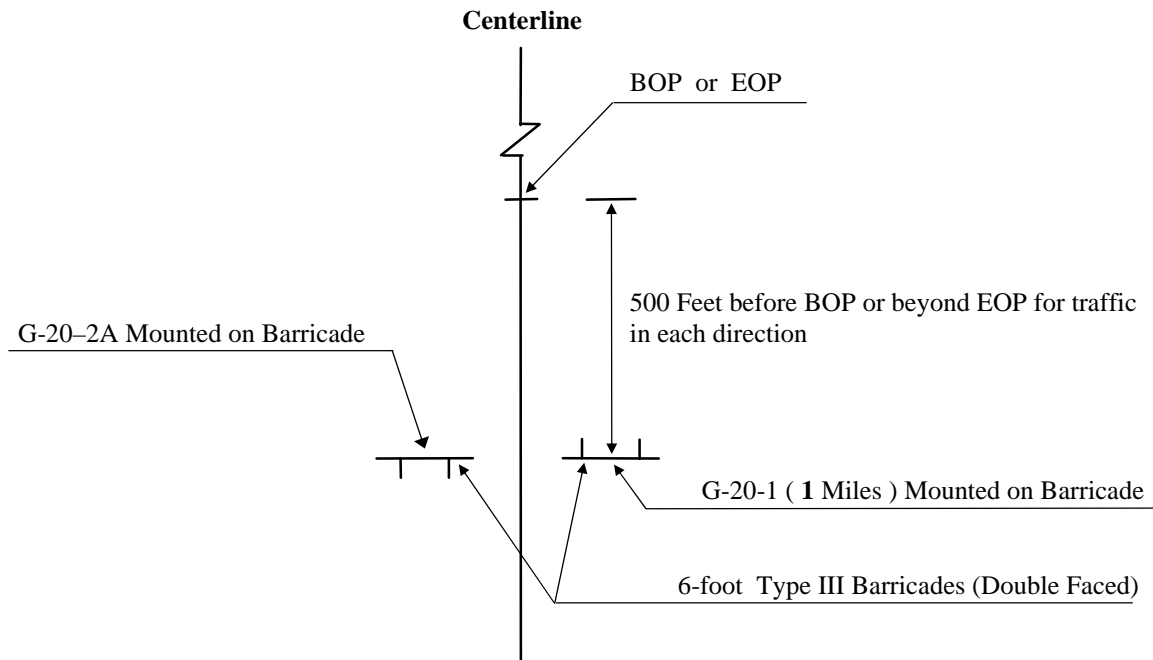 Centerline
BOP or EOP
500 Feet before BOP or beyond EOP for traffic
in each direction
G-20–2A Mounted on Barricade
G-20-1 ( 1 Miles ) Mounted on Barricade
6-foot Type III Barricades (Double Faced)